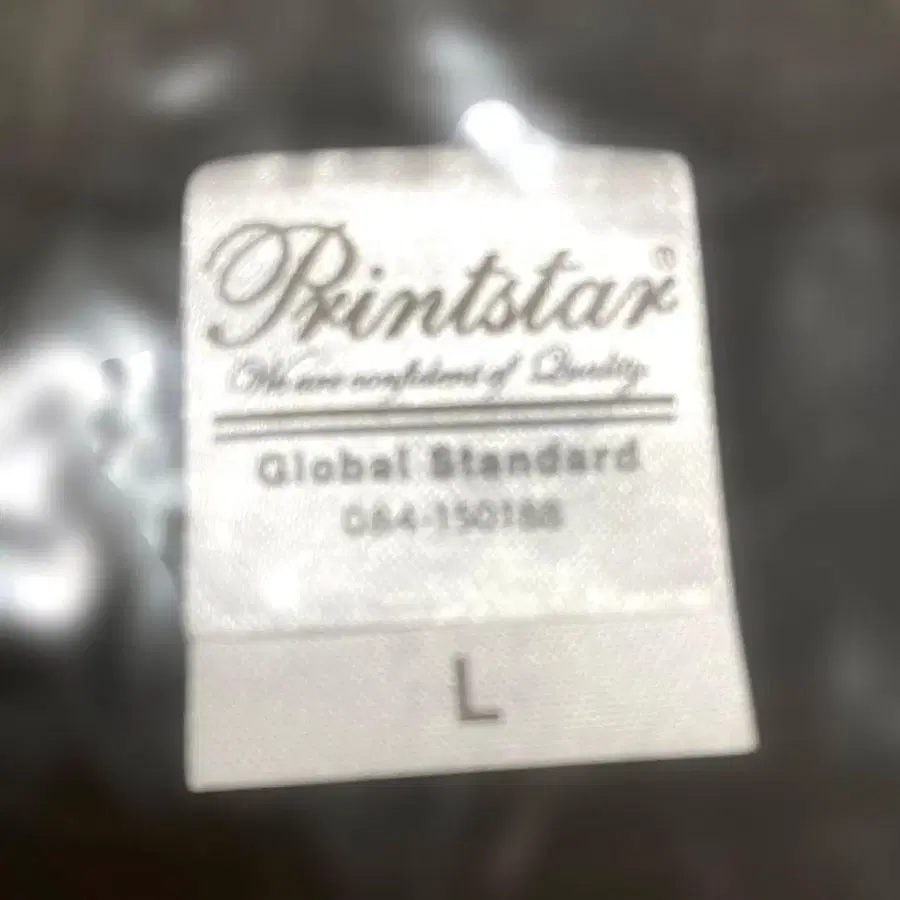 Printstar®
We are confident of Quality.
Global Standard
L